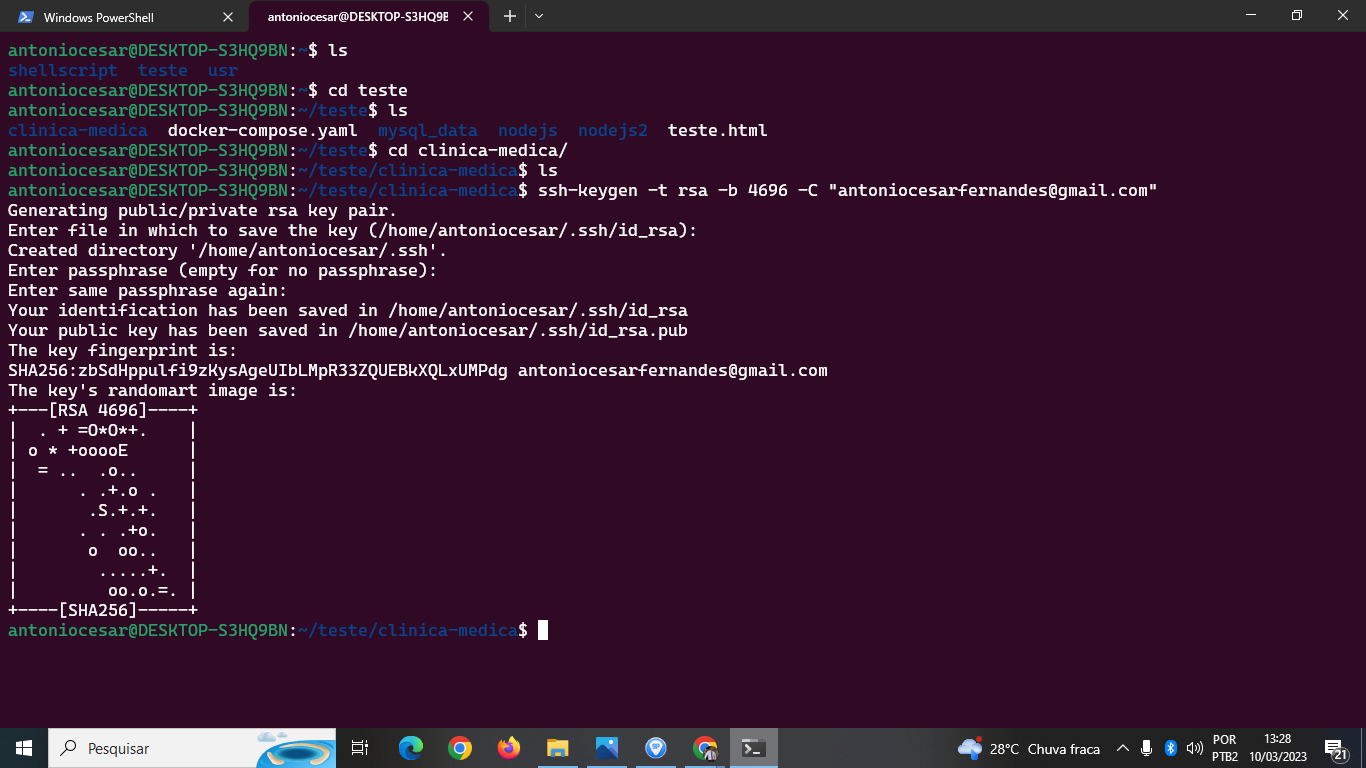 Windows PowerShell
antoniocesar@DESKTOP-S3HQ9B
antoniocesar@DESKTOP-S3HQ9BN:~$ ls
shellscript  teste  usr
antoniocesar@DESKTOP-S3HQ9BN:~$ cd teste
antoniocesar@DESKTOP-S3HQ9BN:~/teste$ ls
clinica-medica  docker-compose.yaml  mysql_data  nodejs  nodejs2  teste.html
antoniocesar@DESKTOP-S3HQ9BN:~/teste$ cd clinica-medica/
antoniocesar@DESKTOP-S3HQ9BN:~/teste/clinica-medica$ ls
antoniocesar@DESKTOP-S3HQ9BN:~/teste/clinica-medica$ ssh-keygen -t rsa -b 4696 -C "antoniocesarfernandes@gmail.com"
Generating public/private rsa key pair.
Enter file in which to save the key (/home/antoniocesar/.ssh/id_rsa):
Created directory '/home/antoniocesar/.ssh'.
Enter passphrase (empty for no passphrase):
Enter same passphrase again:
Your identification has been saved in /home/antoniocesar/.ssh/id_rsa
Your public key has been saved in /home/antoniocesar/.ssh/id_rsa.pub
The key fingerprint is:
SHA256:zbSdHppulfi9zKysAgeUIbLMpR33ZQUEBkXQLxUMPdg antoniocesarfernandes@gmail.com
The key's randomart image is:
+---[RSA 4696]----+
|  . + =O*O*+.    |
| o * +ooooE      |
|  = ..  .o..     |
|      . .+.o .   |
|       .S.+.+.   |
|      . . .+o.   |
|       o  oo..   |
|        .....+.  |
|         oo.o.=. |
+----[SHA256]-----+
antoniocesar@DESKTOP-S3HQ9BN:~/teste/clinica-medica$
Pesquisar
28°C Chuva fraca
POR
PTB2
13:28
10/03/2023
21